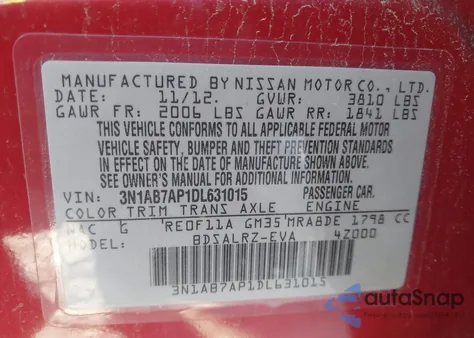 MANUFACTURED BY NISSAN MOTOR CO., LTD.
DATE: 11/12. GVWR: 3810 LBS
GAWR FR: 2006 LBS GAWR RR: 1841 LBS
THIS VEHICLE CONFORMS TO ALL APPLICABLE FEDERAL MOTOR
VEHICLE SAFETY, BUMPER AND THEFT PREVENTION STANDARDS
IN EFFECT ON THE DATE OF MANUFACTURE SHOWN ABOVE.
SEE OWNER'S MANUAL FOR ADDITIONAL INFORMATION.
VIN: 3N1AB7AP1DL631015 PASSENGER CAR.
COLOR TRIM TRANS AXLE ENGINE
G RE0F11A GM35 MRA8DE 1798 CC
MODEL: BDSALRZ-EVA 4Z000
3N1AB7AP1DL631015
autoSnap